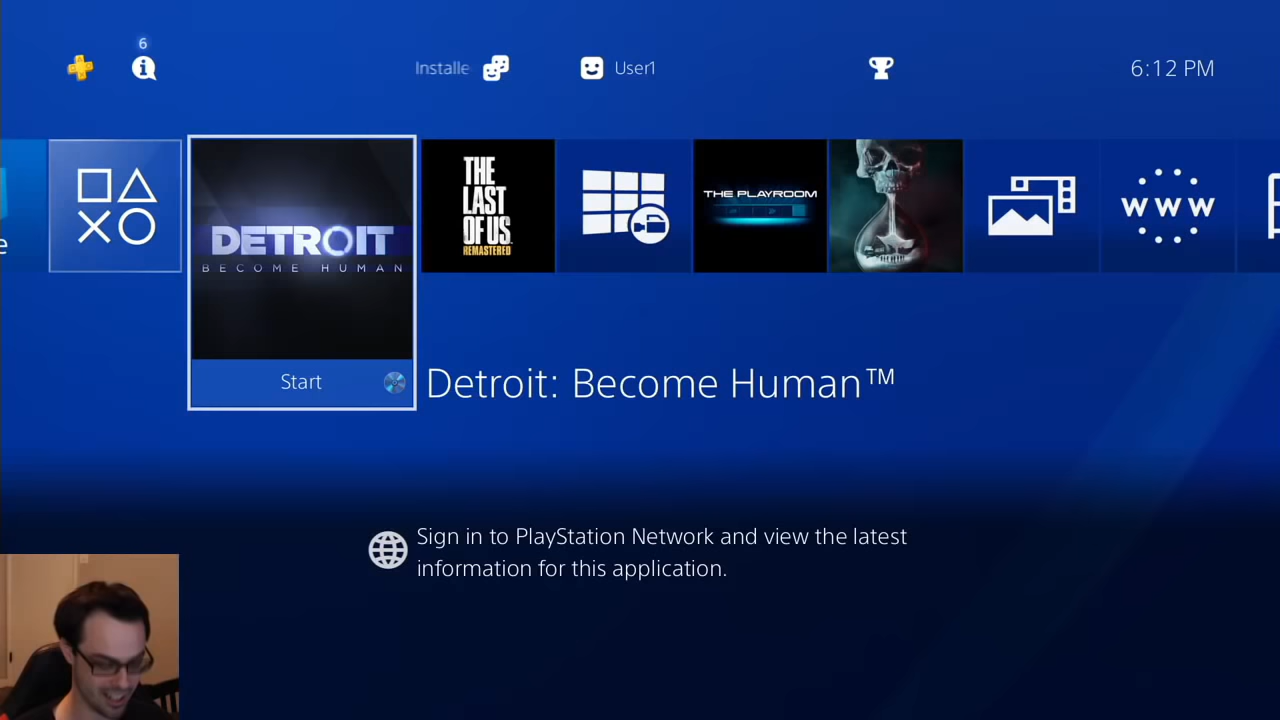 6
Installe
User1
6:12 PM
e
DETROIT
BECOME HUMAN
THE
LAST
OF US
REMASTERED
THE PLAYROOM
WWW
Start
Detroit: Become Human™
Sign in to PlayStation Network and view the latest
information for this application.